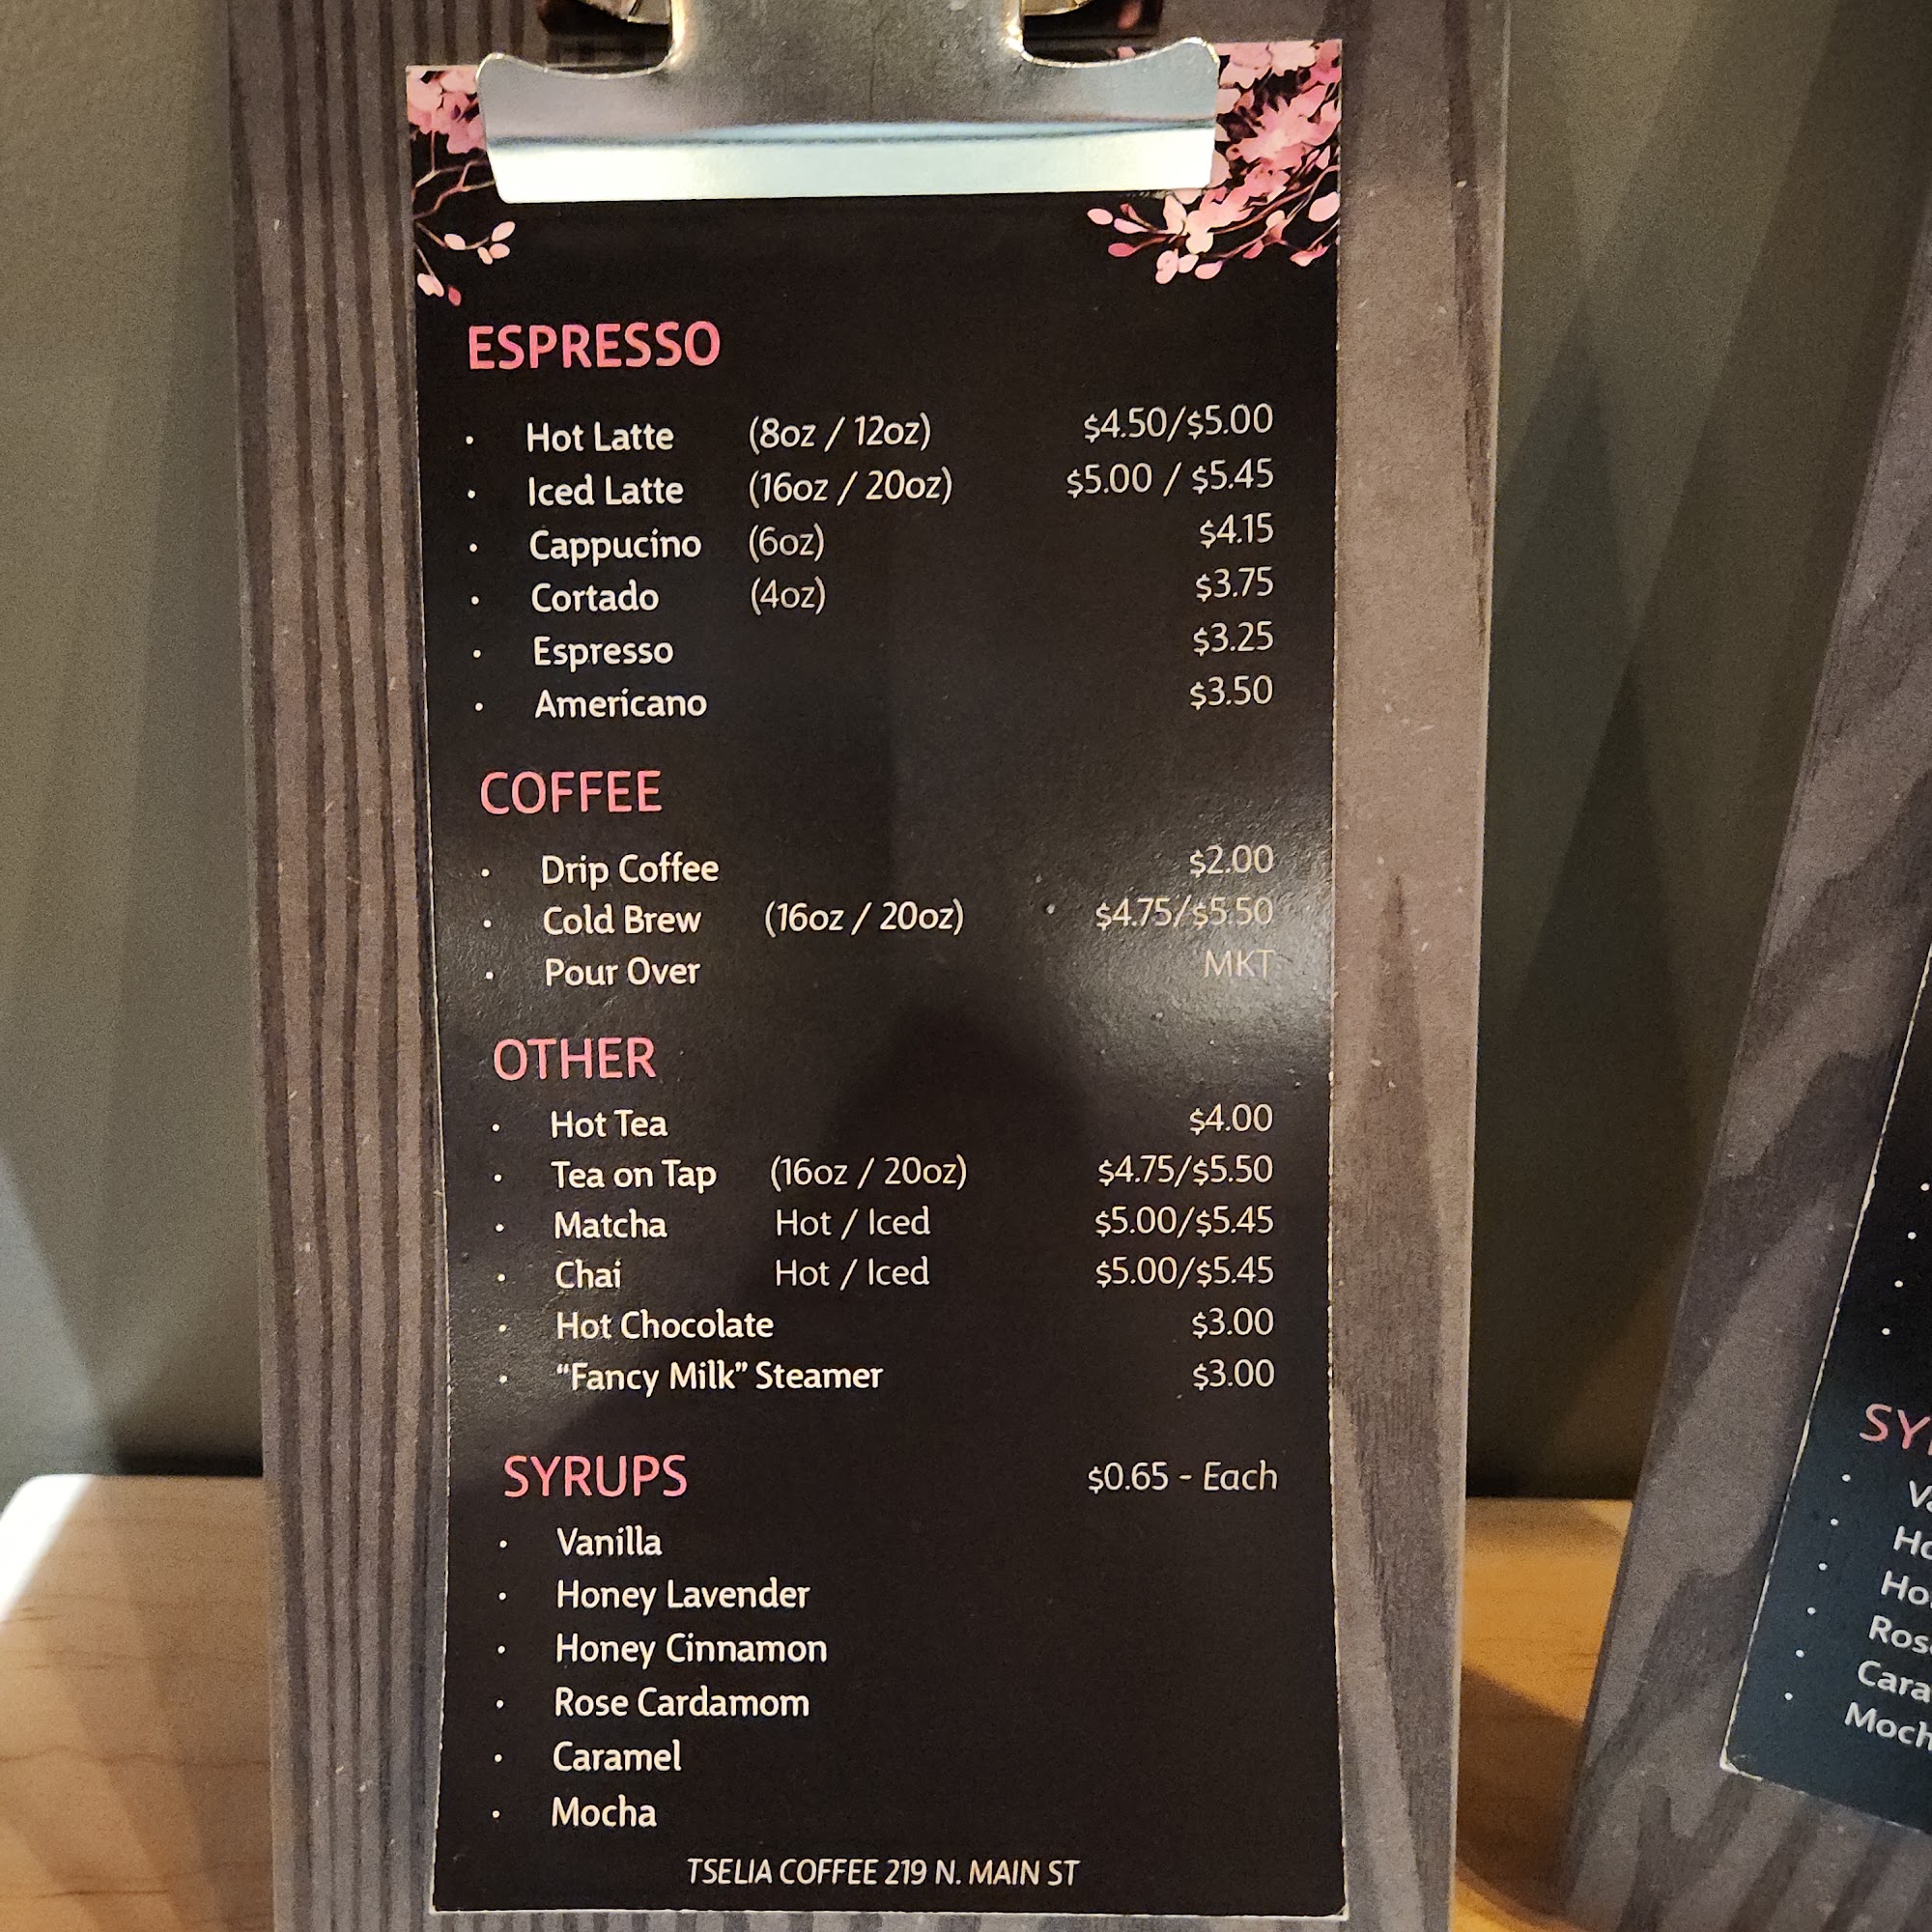 ESPRESSO
• Hot Latte (8oz / 12oz) $4.50/$5.00
• Iced Latte (16oz / 20oz) $5.00 / $5.45
• Cappucino (6oz) $4.15
• Cortado (4oz) $3.75
• Espresso $3.25
• Americano $3.50
COFFEE
• Drip Coffee $2.00
• Cold Brew (16oz / 20oz) $4.75/$5.50
• Pour Over MKT
OTHER
• Hot Tea $4.00
• Tea on Tap (16oz / 20oz) $4.75/$5.50
• Matcha Hot / Iced $5.00/$5.45
• Chai Hot / Iced $5.00/$5.45
• Hot Chocolate $3.00
• “Fancy Milk” Steamer $3.00
SYRUPS $0.65 - Each
• Vanilla
• Honey Lavender
• Honey Cinnamon
• Rose Cardamom
• Caramel
• Mocha
TSELIA COFFEE 219 N. MAIN ST